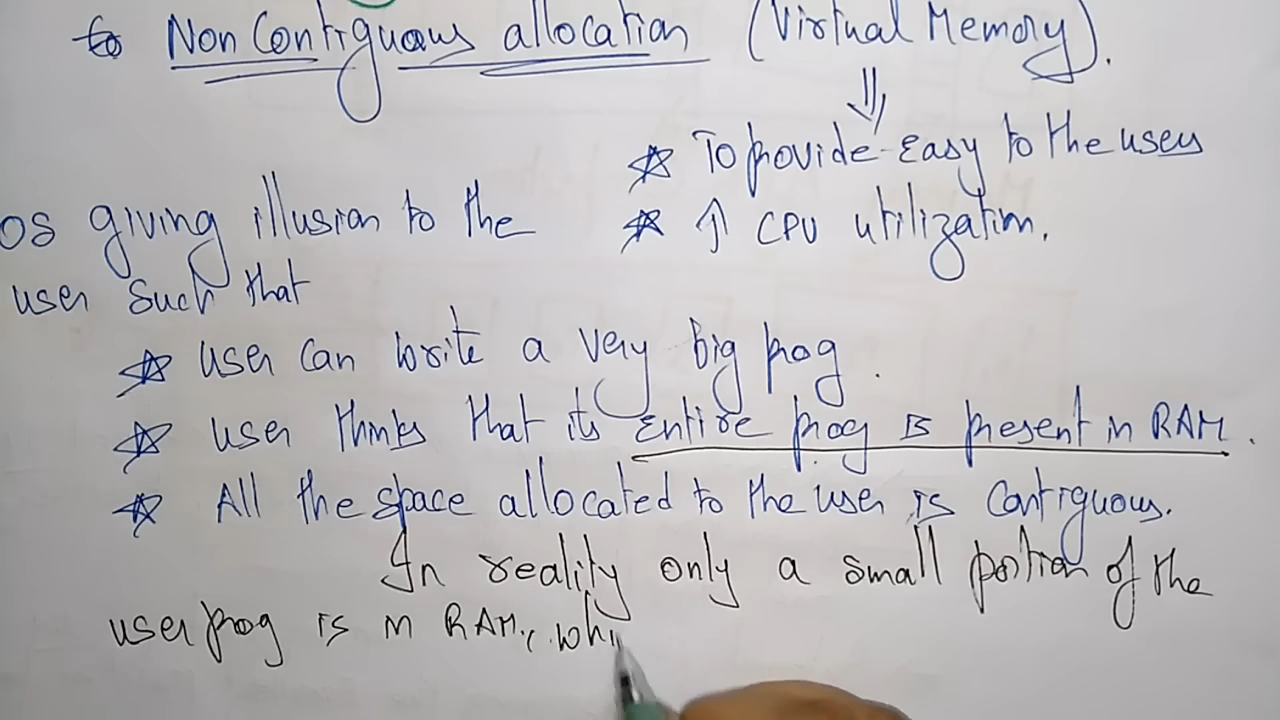 Non Contiguous allocation (Virtual Memory).
⇓
☆ To provide easy to the users
☆ ↑ CPU utilization.
OS giving illusion to the
user such that
☆ user can write a very big prog.
☆ user thinks that its entire prog is present in RAM.
☆ All the space allocated to the user is Contiguous.
In reality only a small portion of the
user prog is in RAM, (whi